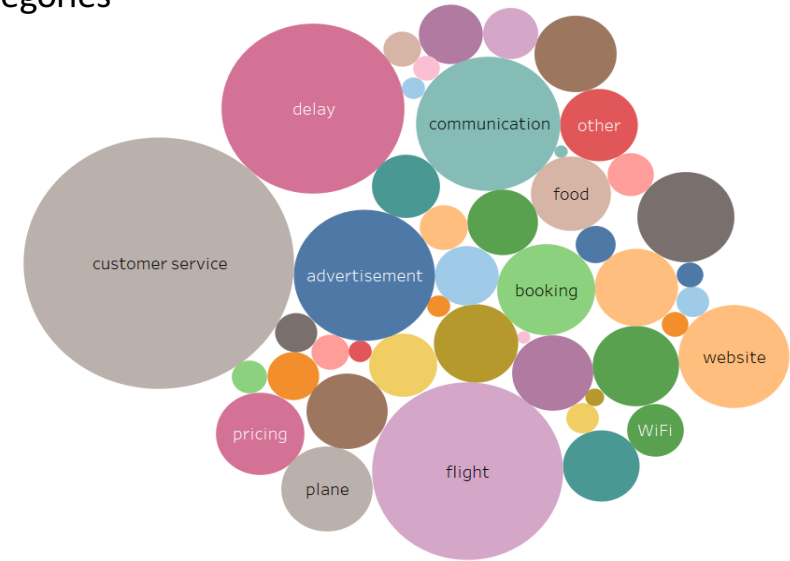 egories
delay
communication
other
food
customer service
advertisement
booking
website
pricing
WiFi
flight
plane